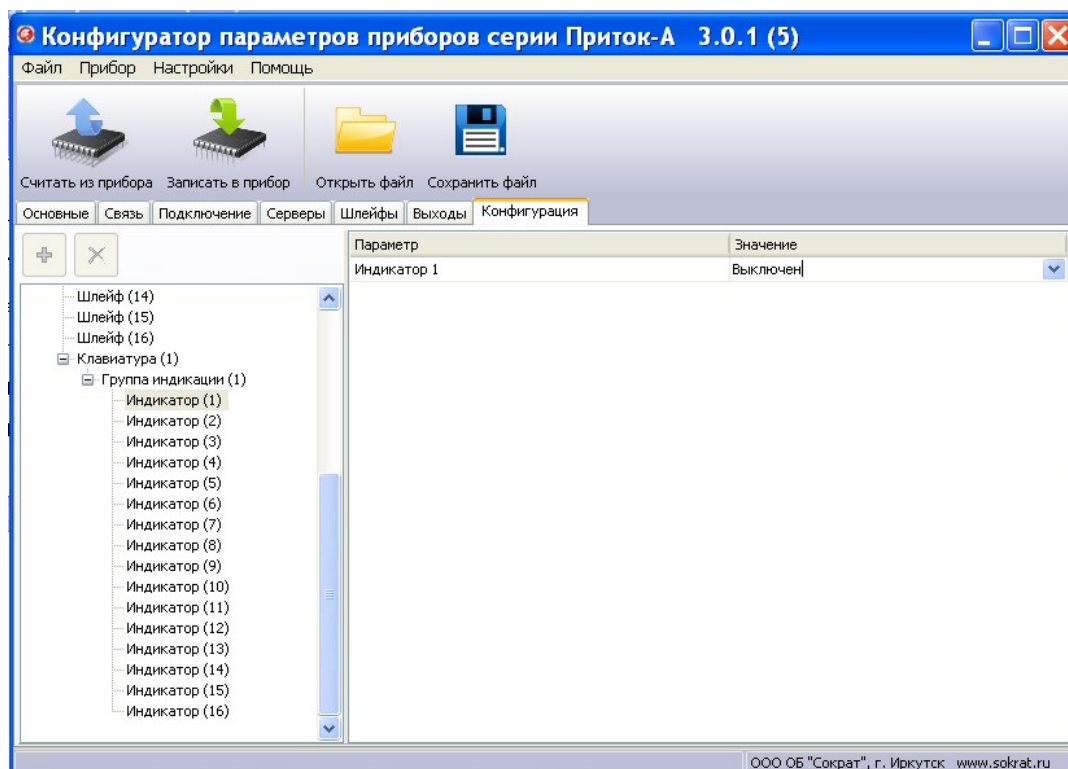 Конфигуратор параметров приборов серии Приток-А 3.0.1 (5)
Файл Прибор Настройки Помощь
Считать из прибора Записать в прибор Открыть файл Сохранить файл
Основные Связь Подключение Серверы Шлейфы Выходы Конфигурация
Параметр Значение
Индикатор 1 Выключен
Шлейф (14)
Шлейф (15)
Шлейф (16)
Клавиатура (1)
Группа индикации (1)
Индикатор (1)
Индикатор (2)
Индикатор (3)
Индикатор (4)
Индикатор (5)
Индикатор (6)
Индикатор (7)
Индикатор (8)
Индикатор (9)
Индикатор (10)
Индикатор (11)
Индикатор (12)
Индикатор (13)
Индикатор (14)
Индикатор (15)
Индикатор (16)
ООО ОБ "Сократ", г. Иркутск www.sokrat.ru